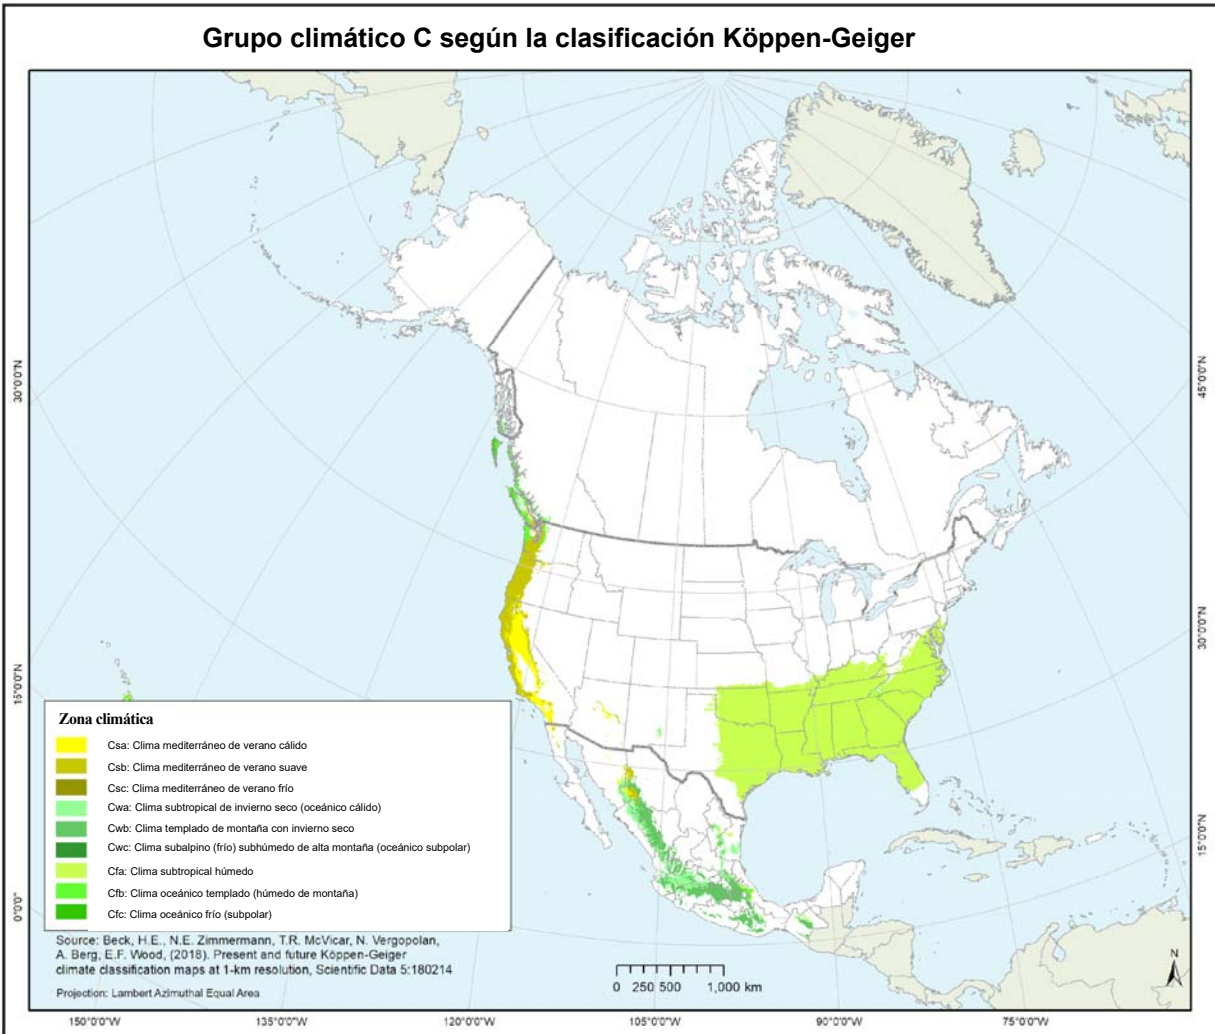 Grupo climático C según la clasificación Köppen-Geiger
30°0'0"N
45°0'0"N
15°0'0"N
30°0'0"N
0°0'0"
15°0'0"N
Zona climática
Csa: Clima mediterráneo de verano cálido
Csb: Clima mediterráneo de verano suave
Csc: Clima mediterráneo de verano frío
Cwa: Clima subtropical de invierno seco (oceánico cálido)
Cwb: Clima templado de montaña con invierno seco
Cwc: Clima subalpino (frío) subhúmedo de alta montaña (oceánico subpolar)
Cfa: Clima subtropical húmedo
Cfb: Clima oceánico templado (húmedo de montaña)
Cfc: Clima oceánico frío (subpolar)
Source: Beck, H.E., N.E. Zimmermann, T.R. McVicar, N. Vergopolan,
A. Berg, E.F. Wood, (2018). Present and future Köppen-Geiger
climate classification maps at 1-km resolution, Scientific Data 5:180214
Projection: Lambert Azimuthal Equal Area
0 250 500 1,000 km
N
150°0'0"W 135°0'0"W 120°0'0"W 105°0'0"W 90°0'0"W 75°0'0"W